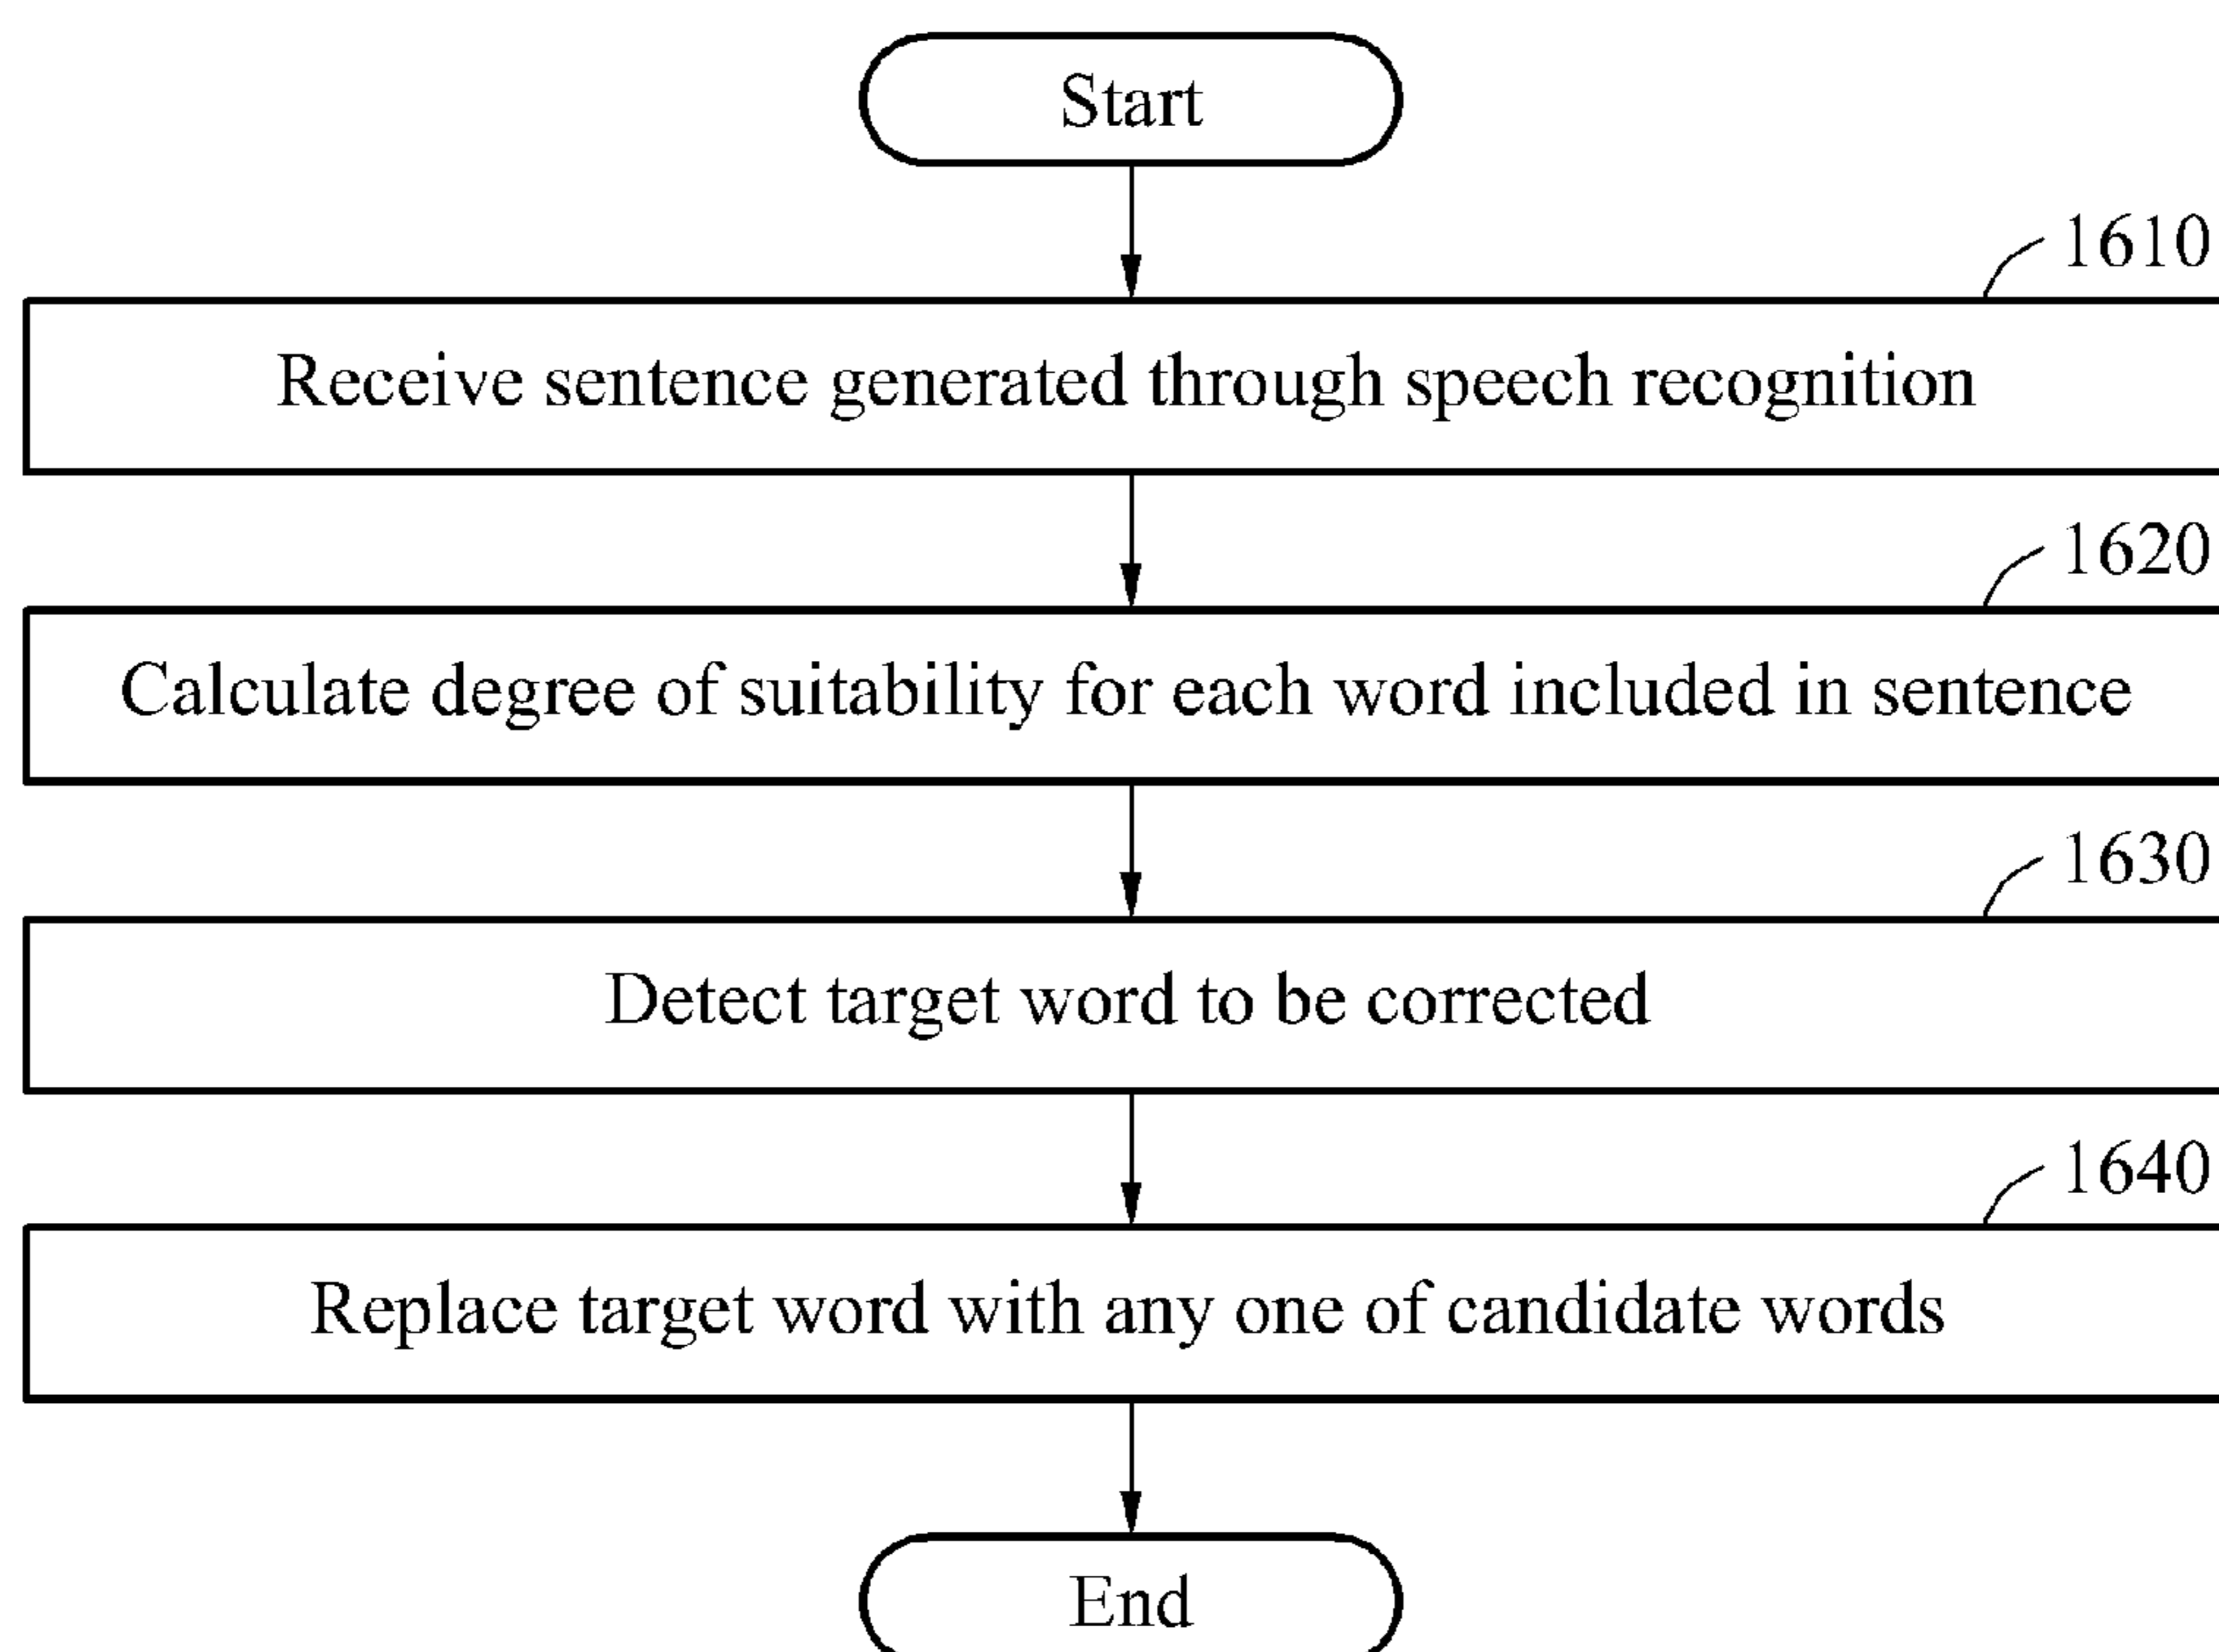 Start
1610
Receive sentence generated through speech recognition
1620
Calculate degree of suitability for each word included in sentence
1630
Detect target word to be corrected
1640
Replace target word with any one of candidate words
End